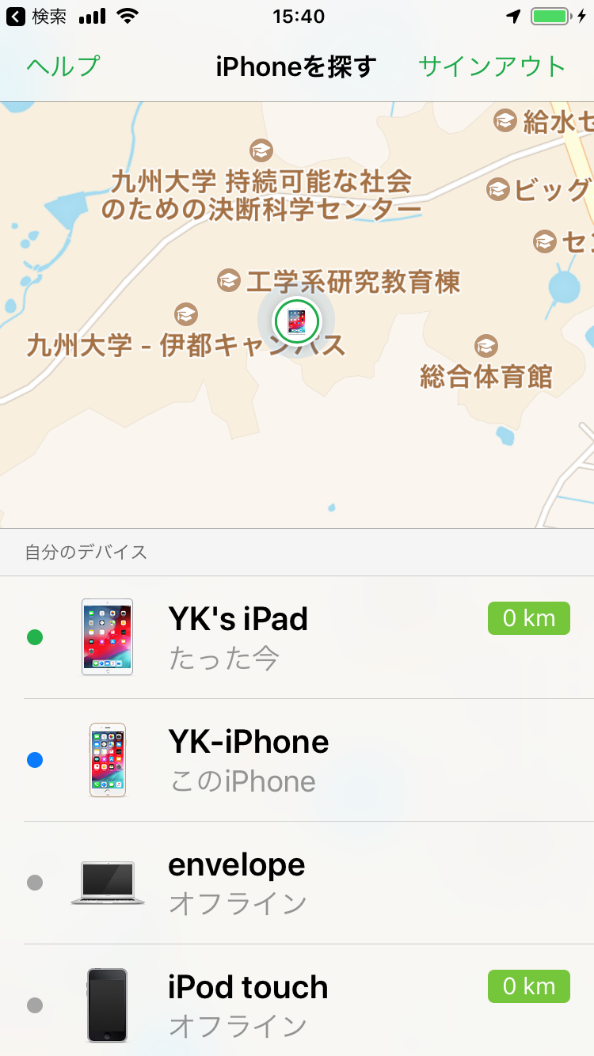 検索
15:40
ヘルプ
iPhoneを探す
サインアウト
給水セ
九州大学 持続可能な社会
のための決断科学センター
ビッグ
セン
工学系研究教育棟
九州大学 - 伊都キャンパス
総合体育館
自分のデバイス
YK's iPad
0 km
たった今
YK-iPhone
このiPhone
envelope
オフライン
iPod touch
0 km
オフライン